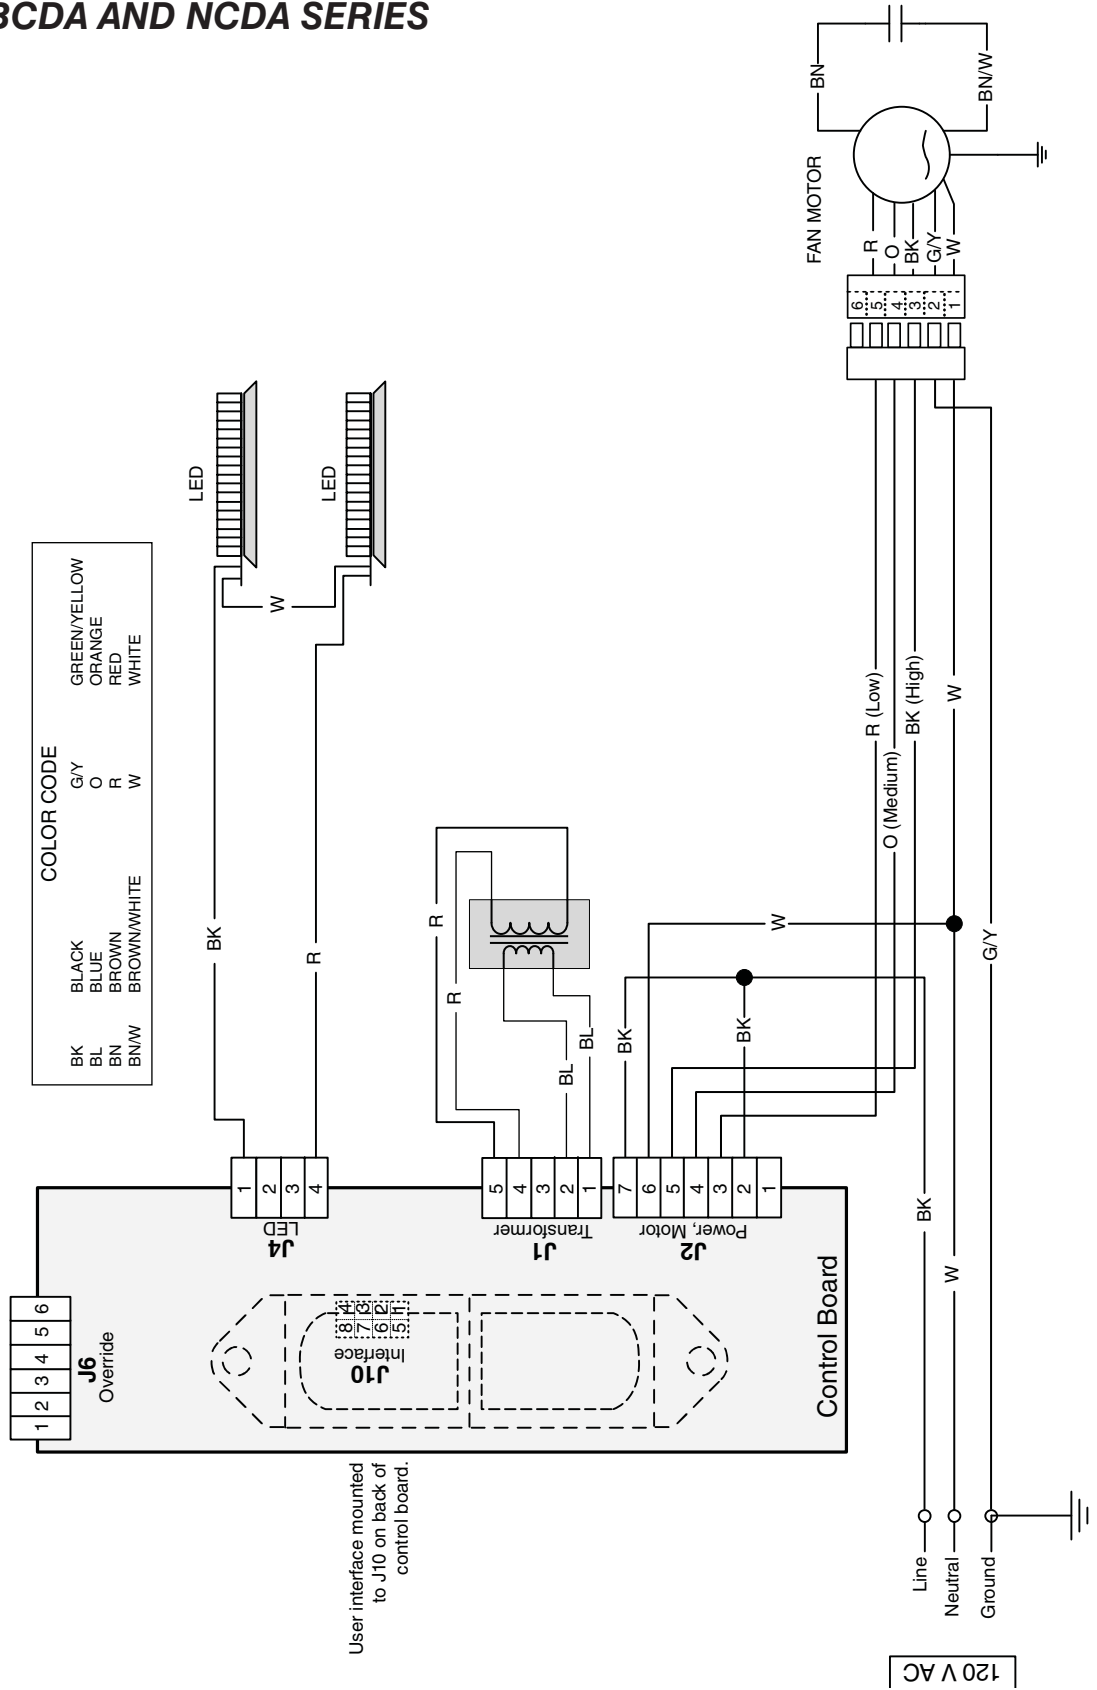 BCDA AND NCDA SERIES
COLOR CODE
BK BLACK G/Y GREEN/YELLOW
BL BLUE O ORANGE
BN BROWN R RED
BN/W BROWN/WHITE W WHITE
LED
LED
BK
W
R
J6
Override
1 2 3 4 5 6
J4
LED
1 2 3 4
J1
Transformer
5 4 3 2 1
R
R
BL
BL
J2
Power, Motor
7 6 5 4 3 2 1
BK
W
BK
J10
Interface
8 7 6 5
4 3 2 1
Control Board
User interface mounted
to J10 on back of
control board.
R (Low)
O (Medium)
BK (High)
W
G/Y
BK
W
Line
Neutral
Ground
120 V AC
6 5 4 3 2 1
R
O
BK
G/Y
W
FAN MOTOR
BN
BN/W